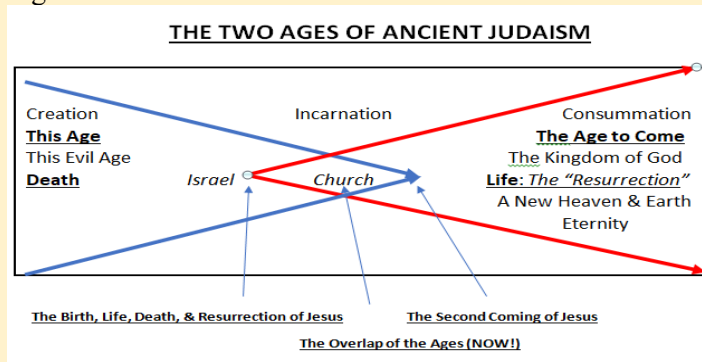 THE TWO AGES OF ANCIENT JUDAISM
Creation Incarnation Consummation
This Age The Age to Come
This Evil Age The Kingdom of God
Death Israel Church Life: The “Resurrection”
A New Heaven & Earth
Eternity
The Birth, Life, Death, & Resurrection of Jesus The Second Coming of Jesus
The Overlap of the Ages (NOW!)